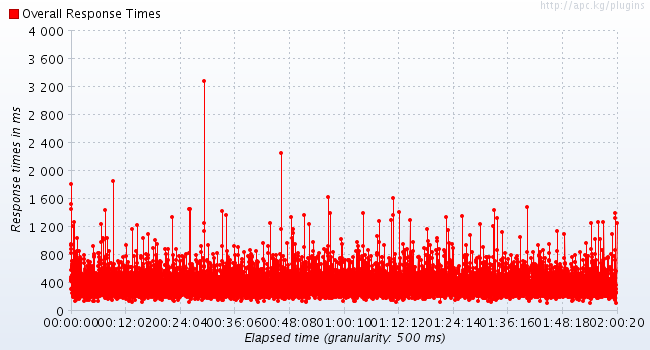 http://apc.kg/plugins
Overall Response Times
4 000
3 600
3 200
2 800
2 400
2 000
1 600
1 200
800
400
0
Response times in ms
00:00:00 00:12:02 00:24:04 00:36:06 00:48:08 01:00:10 01:12:12 01:24:14 01:36:16 01:48:18 02:00:20
Elapsed time (granularity: 500 ms)